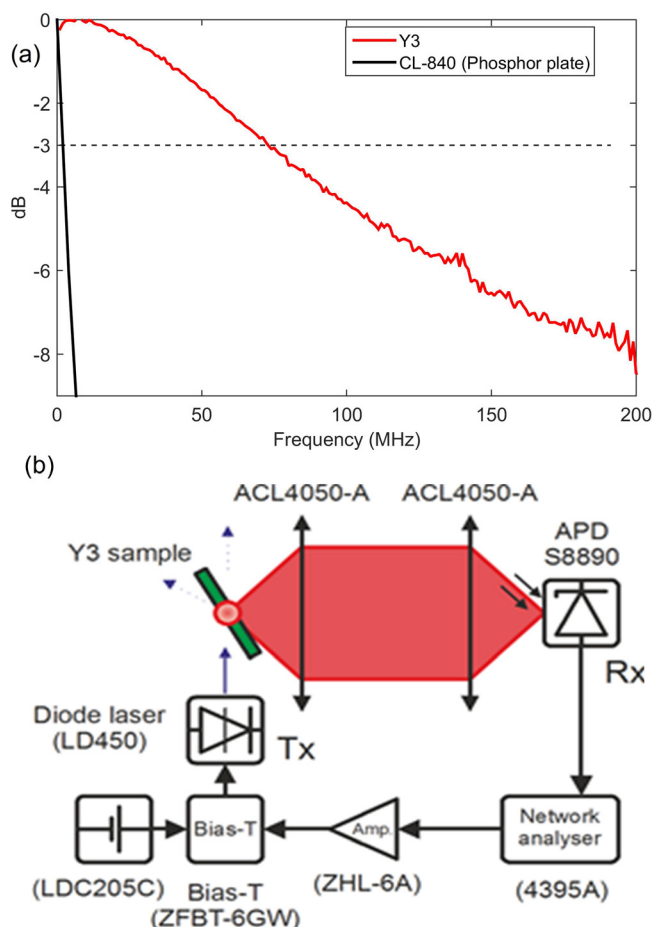 (a)
0
-2
-3
-4
-6
-8
dB
Y3
CL-840 (Phosphor plate)
0
50
100
150
200
Frequency (MHz)
(b)
ACL4050-A
ACL4050-A
APD
S8890
Y3 sample
Rx
Diode laser
(LD450)
Tx
Bias-T
Amp.
Network
analyser
(LDC205C)
Bias-T
(ZFBT-6GW)
(ZHL-6A)
(4395A)